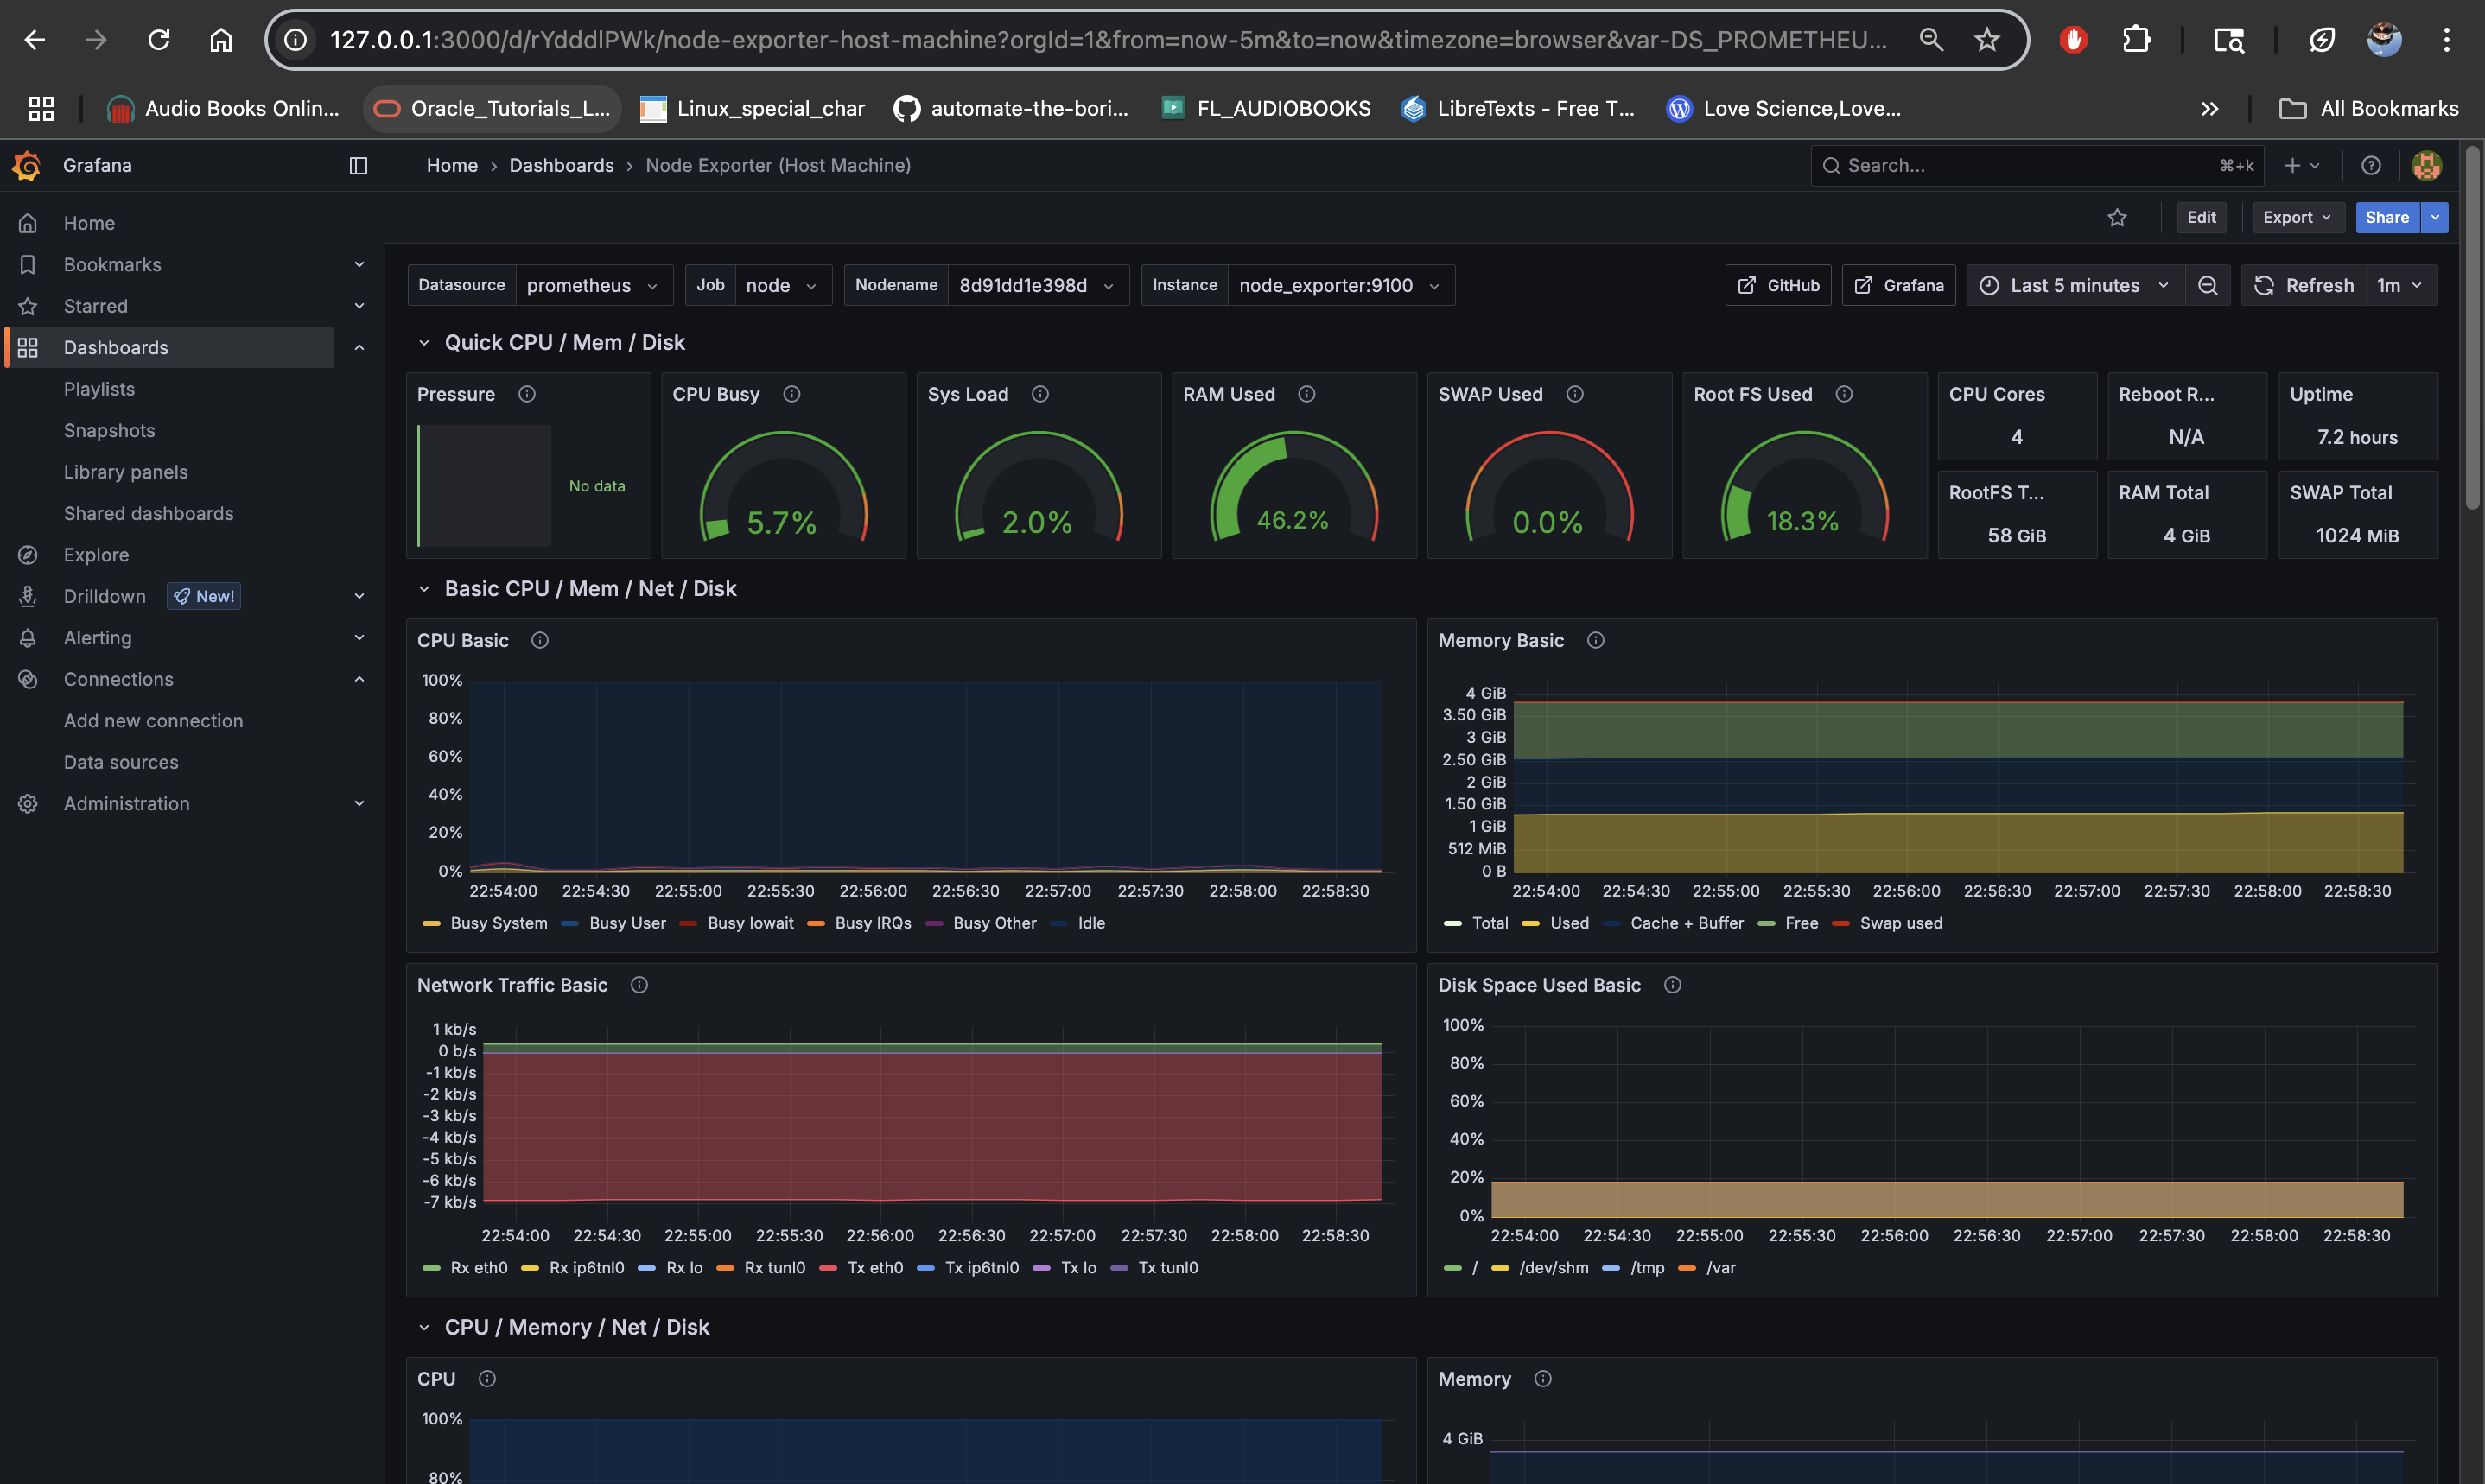 127.0.0.1:3000/d/rYdddlPWk/node-exporter-host-machine?orgId=1&from=now-5m&to=now&timezone=browser&var-DS_PROMETHEU...
Audio Books Onlin... Oracle_Tutorials_L... Linux_special_char automate-the-bori... FL_AUDIOBOOKS LibreTexts - Free T... Love Science,Love... All Bookmarks
Grafana Home › Dashboards › Node Exporter (Host Machine) Search... ⌘+k
Edit Export Share
Home
Bookmarks
Starred
Dashboards
Playlists
Snapshots
Library panels
Shared dashboards
Explore
Drilldown New!
Alerting
Connections
Add new connection
Data sources
Administration
Datasource prometheus Job node Nodename 8d91dd1e398d Instance node_exporter:9100 GitHub Grafana Last 5 minutes Refresh 1m
Quick CPU / Mem / Disk
Pressure CPU Busy Sys Load RAM Used SWAP Used Root FS Used CPU Cores Reboot R... Uptime
4 N/A 7.2 hours
No data 5.7% 2.0% 46.2% 0.0% 18.3%
RootFS T... RAM Total SWAP Total
58 GiB 4 GiB 1024 MiB
Basic CPU / Mem / Net / Disk
CPU Basic
100%
80%
60%
40%
20%
0%
22:54:00 22:54:30 22:55:00 22:55:30 22:56:00 22:56:30 22:57:00 22:57:30 22:58:00 22:58:30
Busy System Busy User Busy Iowait Busy IRQs Busy Other Idle
Memory Basic
4 GiB
3.50 GiB
3 GiB
2.50 GiB
2 GiB
1.50 GiB
1 GiB
512 MiB
0 B
22:54:00 22:54:30 22:55:00 22:55:30 22:56:00 22:56:30 22:57:00 22:57:30 22:58:00 22:58:30
Total Used Cache + Buffer Free Swap used
Network Traffic Basic
1 kb/s
0 b/s
-1 kb/s
-2 kb/s
-3 kb/s
-4 kb/s
-5 kb/s
-6 kb/s
-7 kb/s
22:54:00 22:54:30 22:55:00 22:55:30 22:56:00 22:56:30 22:57:00 22:57:30 22:58:00 22:58:30
Rx eth0 Rx ip6tnl0 Rx lo Rx tunl0 Tx eth0 Tx ip6tnl0 Tx lo Tx tunl0
Disk Space Used Basic
100%
80%
60%
40%
20%
0%
22:54:00 22:54:30 22:55:00 22:55:30 22:56:00 22:56:30 22:57:00 22:57:30 22:58:00 22:58:30
/ /dev/shm /tmp /var
CPU / Memory / Net / Disk
CPU
100%
80%
Memory
4 GiB